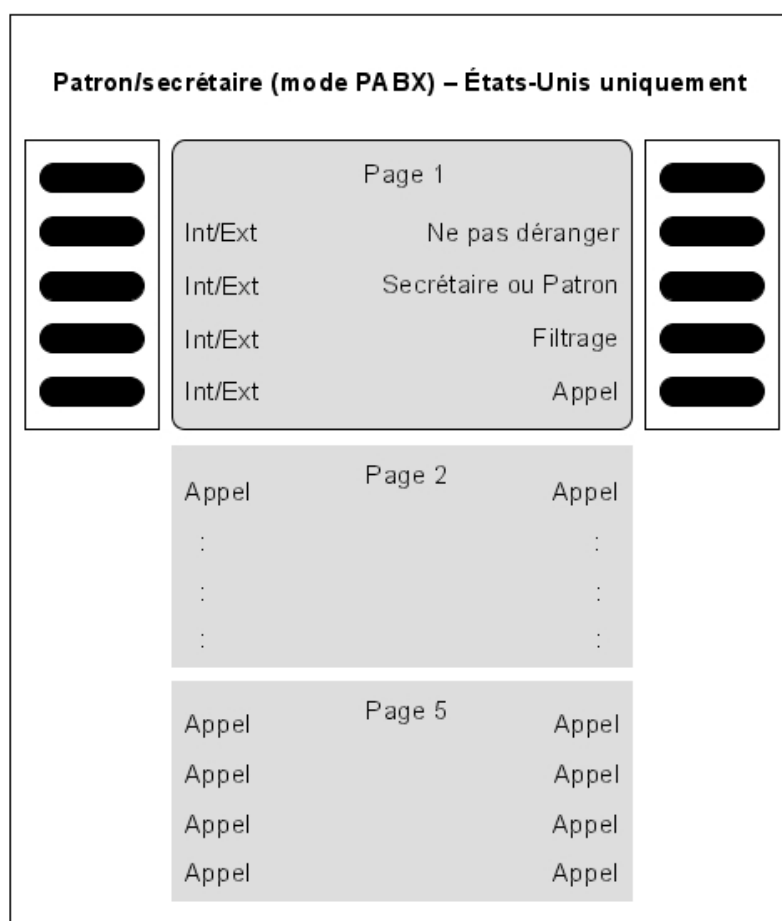 Patron/secrétaire (mode PABX) – États-Unis uniquement
Page 1
Int/Ext Ne pas déranger
Int/Ext Secrétaire ou Patron
Int/Ext Filtrage
Int/Ext Appel
Page 2
Appel Appel
: :
: :
: :
Page 5
Appel Appel
Appel Appel
Appel Appel
Appel Appel